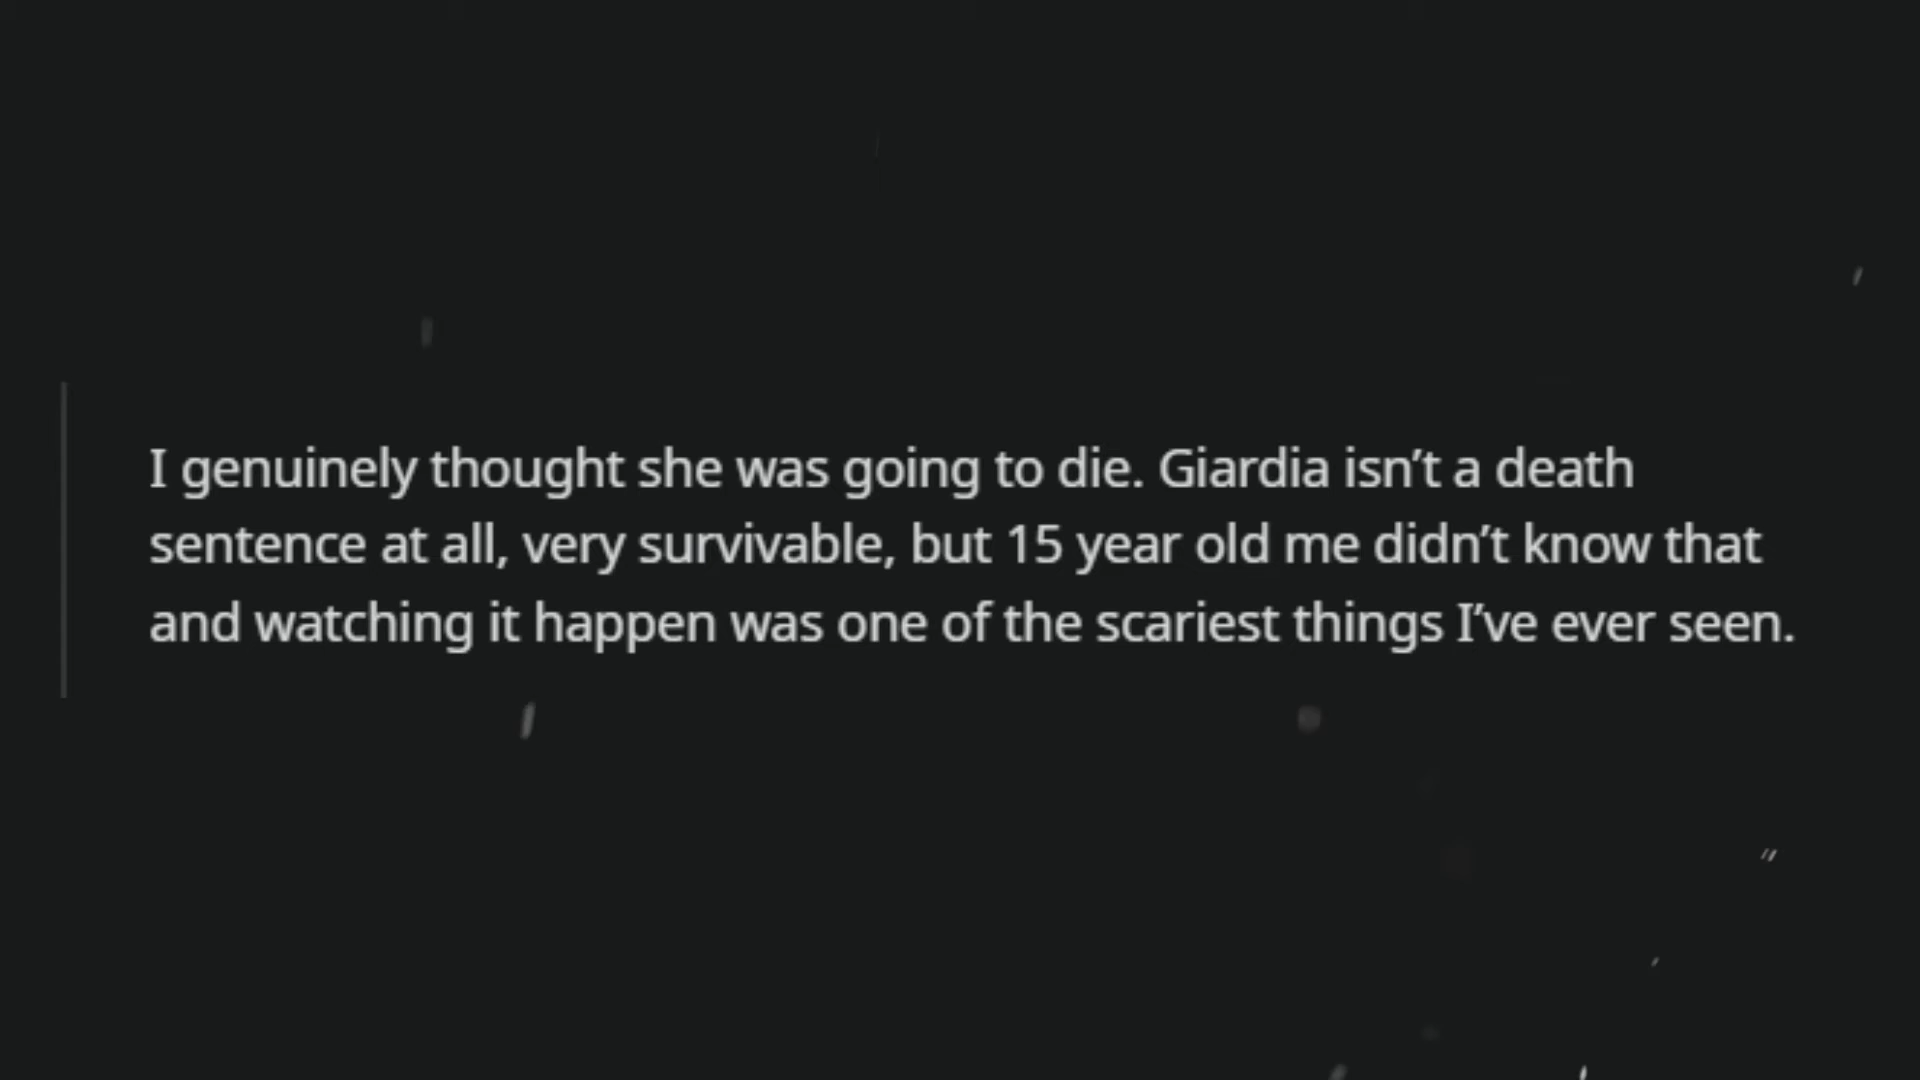 I genuinely thought she was going to die. Giardia isn’t a death
sentence at all, very survivable, but 15 year old me didn’t know that
and watching it happen was one of the scariest things I’ve ever seen.